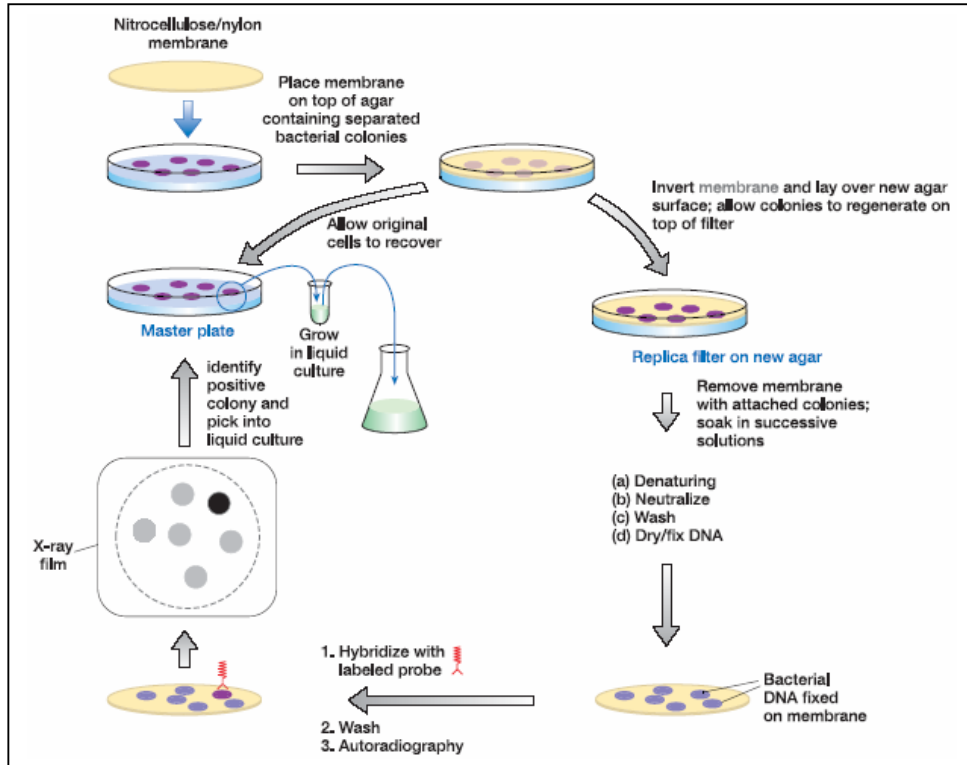 Nitrocellulose/nylon
membrane
Place membrane
on top of agar
containing separated
bacterial colonies
Invert membrane and lay over new agar
surface; allow colonies to regenerate on
top of filter
Allow original
cells to recover
Master plate
Grow
in liquid
culture
Replica filter on new agar
identify
positive
colony and
pick into
liquid culture
Remove membrane
with attached colonies;
soak in successive
solutions
(a) Denaturing
(b) Neutralize
(c) Wash
(d) Dry/fix DNA
X-ray
film
1. Hybridize with
labeled probe
2. Wash
3. Autoradiography
Bacterial
DNA fixed
on membrane